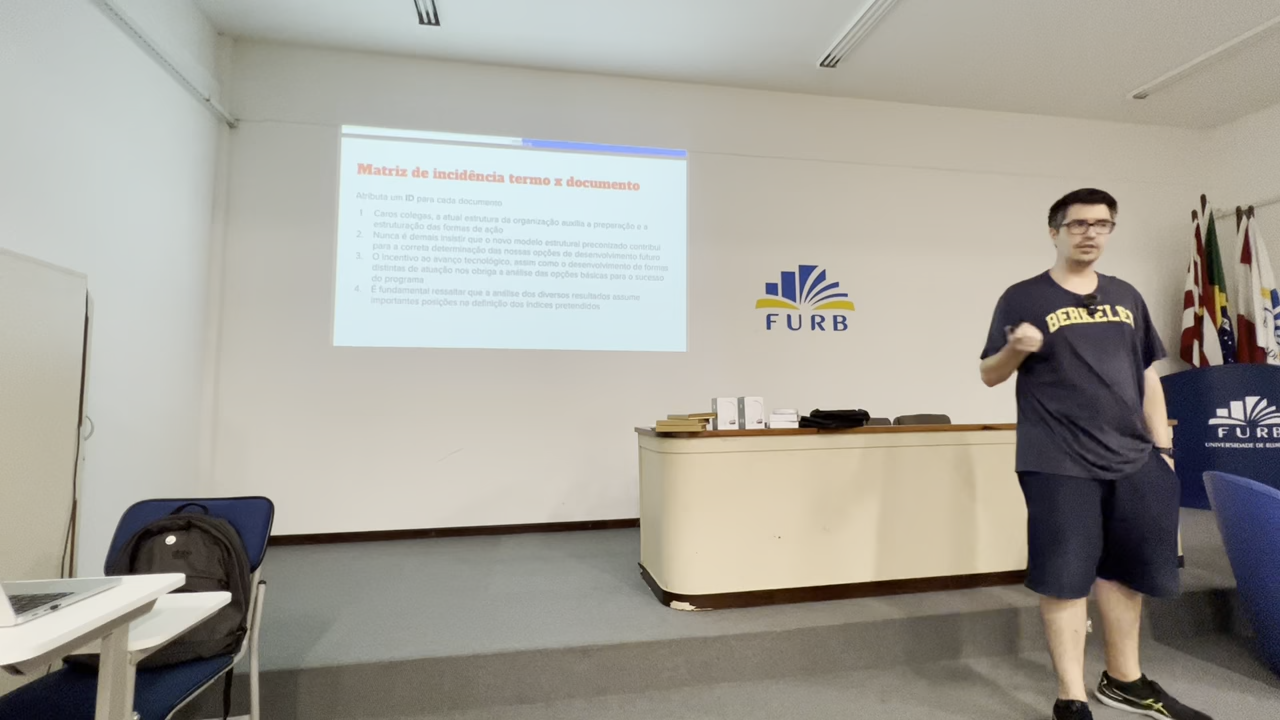 Matriz de incidência termo x documento
Atributa um ID para cada documento
1 Caros colegas, a atual estrutura da organização auxilia a preparação e a
estruturação das formas de ação
2. Nunca é demais insistir que o novo modelo estrutural preconizado contribui
para a correta determinação das nossas opções de desenvolvimento futuro
3. O incentivo ao avanço tecnológico, assim como o desenvolvimento de formas
distintas de atuação nos obriga a análise das opções básicas para o sucesso
do programa
4. É fundamental ressaltar que a análise dos diversos resultados assume
importantes posições na definição dos índices pretendidos
FURB
BERKELEY
FURB
UNIVERSIDADE DE